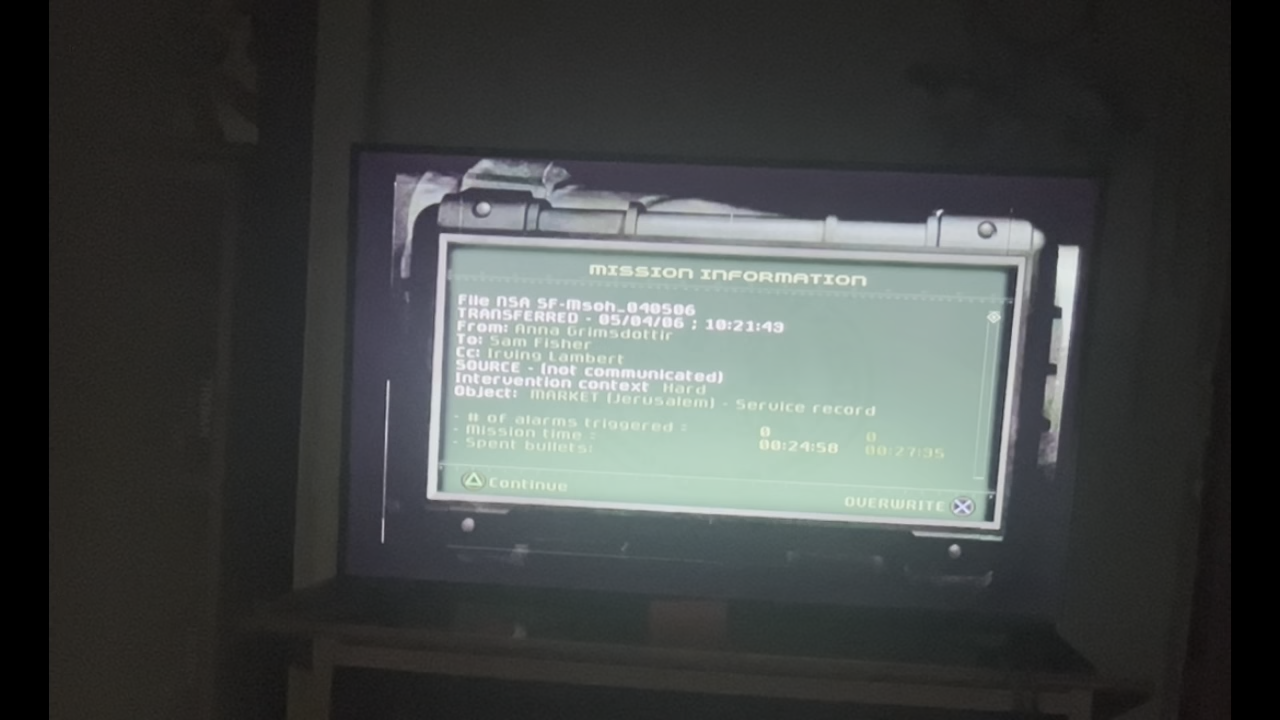 MISSION INFORMATION
File NSA SF-Msoh_040506
TRANSFERRED - 05/04/06 ; 10:21:43
From: Anna Grimsdottir
To: Sam Fisher
Cc: Irving Lambert
SOURCE - (not communicated)
Intervention context Hard
Object: MARKET (Jerusalem) - Service record
- # of alarms triggered : 0 0
- Mission time : 00:24:58 00:27:35
- Spent bullets:
Continue
OVERWRITE